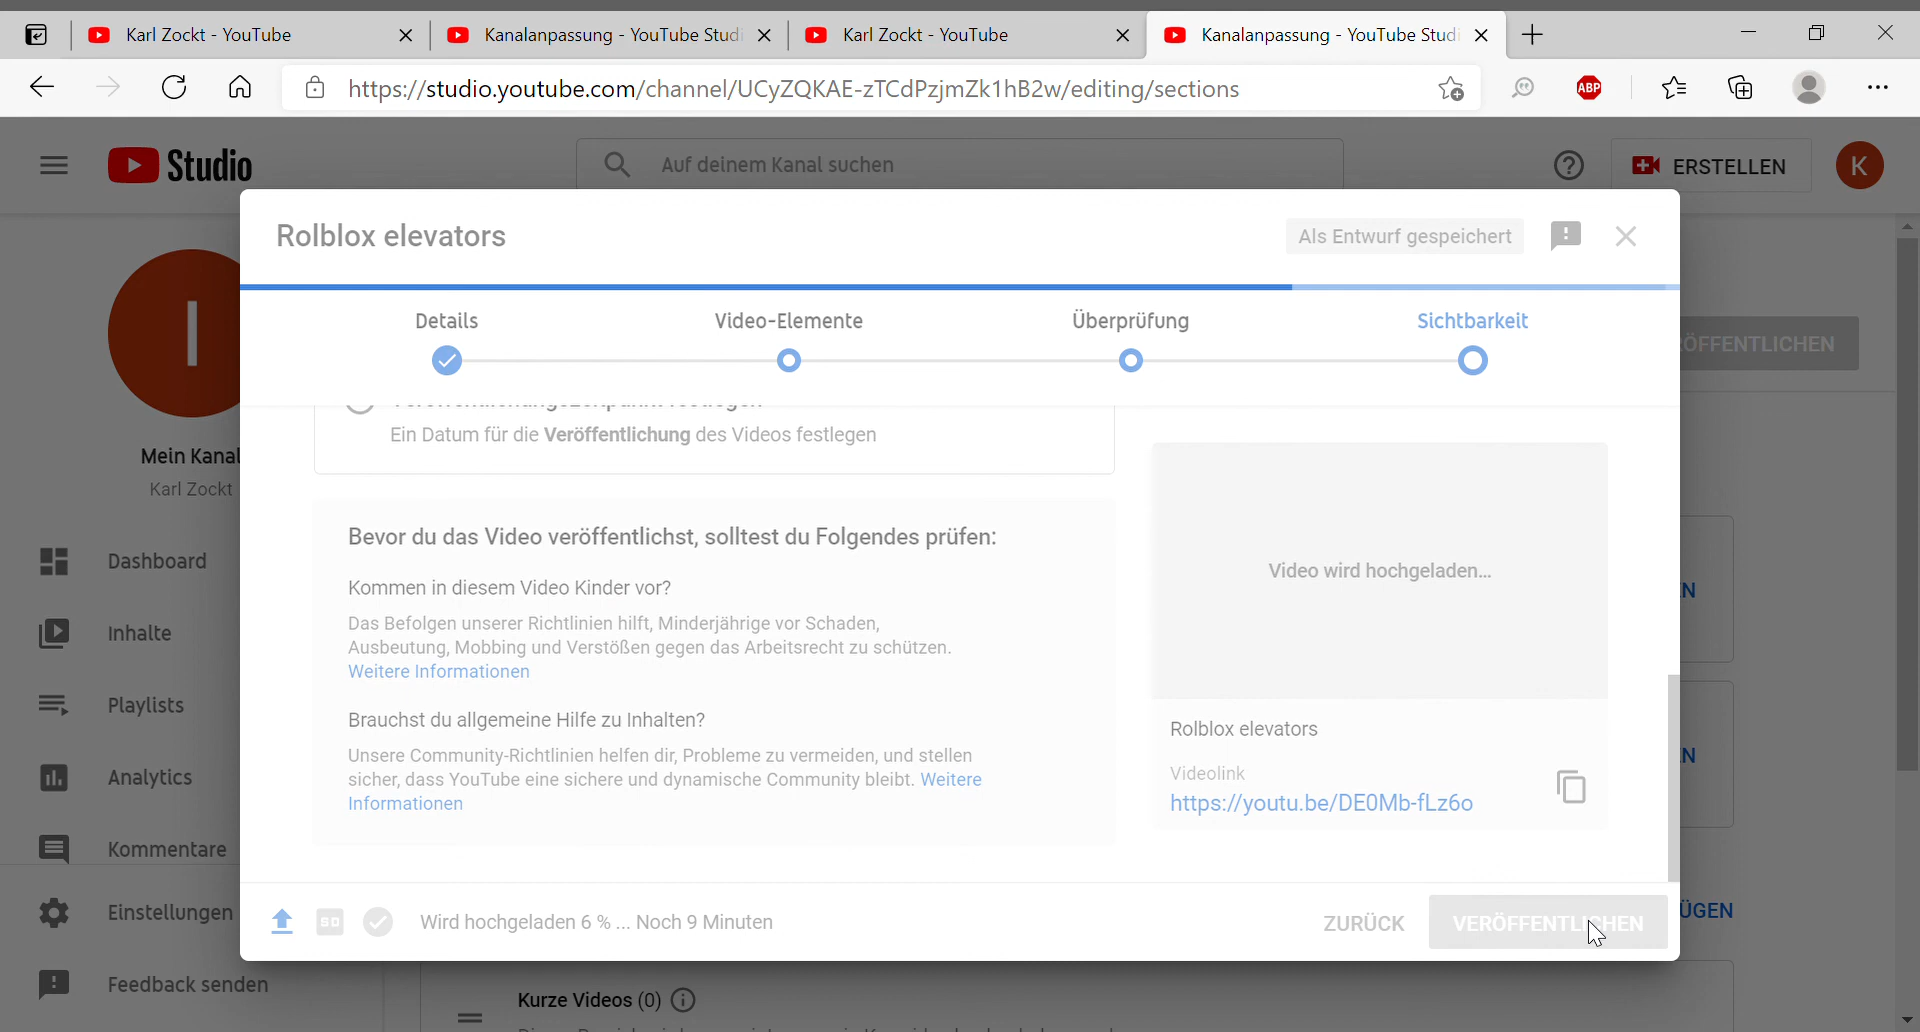 Karl Zockt - YouTube
Kanalanpassung - YouTube Studi
Karl Zockt - YouTube
Kanalanpassung - YouTube Studi
https://studio.youtube.com/channel/UCyZQKAE-zTCdPzjmZk1hB2w/editing/sections
ABP
Studio
Auf deinem Kanal suchen
ERSTELLEN
K
Rolblox elevators
Als Entwurf gespeichert
Details
Video-Elemente
Überprüfung
Sichtbarkeit
ÖFFENTLICHEN
Ein Datum für die Veröffentlichung des Videos festlegen
Mein Kanal
Karl Zockt
Bevor du das Video veröffentlichst, solltest du Folgendes prüfen:
Kommen in diesem Video Kinder vor?
Das Befolgen unserer Richtlinien hilft, Minderjährige vor Schaden,
Ausbeutung, Mobbing und Verstößen gegen das Arbeitsrecht zu schützen.
Weitere Informationen
Brauchst du allgemeine Hilfe zu Inhalten?
Unsere Community-Richtlinien helfen dir, Probleme zu vermeiden, und stellen
sicher, dass YouTube eine sichere und dynamische Community bleibt. Weitere
Informationen
Video wird hochgeladen...
Rolblox elevators
Videolink
https://youtu.be/DE0Mb-fLz6o
Dashboard
Inhalte
Playlists
Analytics
Kommentare
Einstellungen
Feedback senden
EN
EN
ÜGEN
SD
Wird hochgeladen 6 % ... Noch 9 Minuten
ZURÜCK
VERÖFFENTLICHEN
Kurze Videos (0)